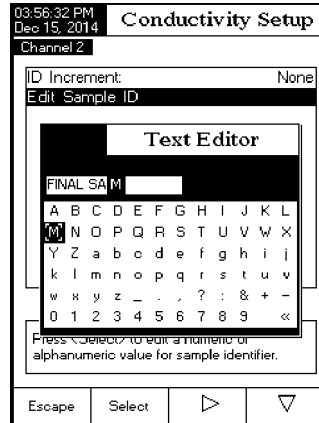 03:56:32 PM
Dec 15, 2014
Conductivity Setup
Channel 2
ID Increment: None
Edit Sample ID
Text Editor
FINAL SAM
A B C D E F G H I J K L
M N O P Q R S T U V W X
Y Z a b c d e f g h i j
k l m n o p q r s t u v
w x y z _ . , ? : & + -
0 1 2 3 4 5 6 7 8 9 «
Press <Select> to edit a numeric or
alphanumeric value for sample identifier.
Escape Select ▷ ▽